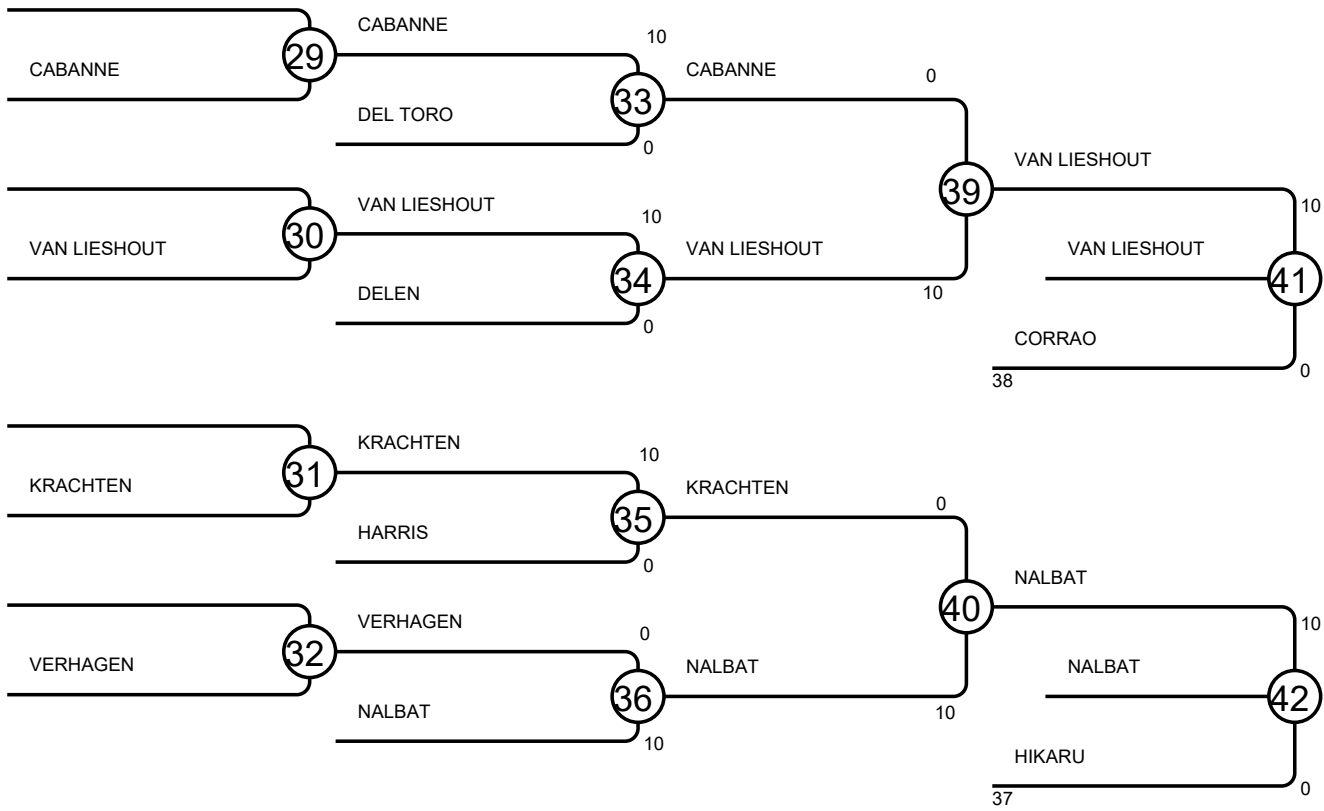 CABANNE
10
29
CABANNE
CABANNE
0
DEL TORO
33
0
VAN LIESHOUT
39
10
VAN LIESHOUT
10
30
VAN LIESHOUT
VAN LIESHOUT
VAN LIESHOUT
34
41
DELEN
10
0
CORRAO
38
0
KRACHTEN
10
31
KRACHTEN
KRACHTEN
0
35
HARRIS
0
NALBAT
40
10
VERHAGEN
0
32
VERHAGEN
NALBAT
NALBAT
36
42
NALBAT
10
10
HIKARU
37
0